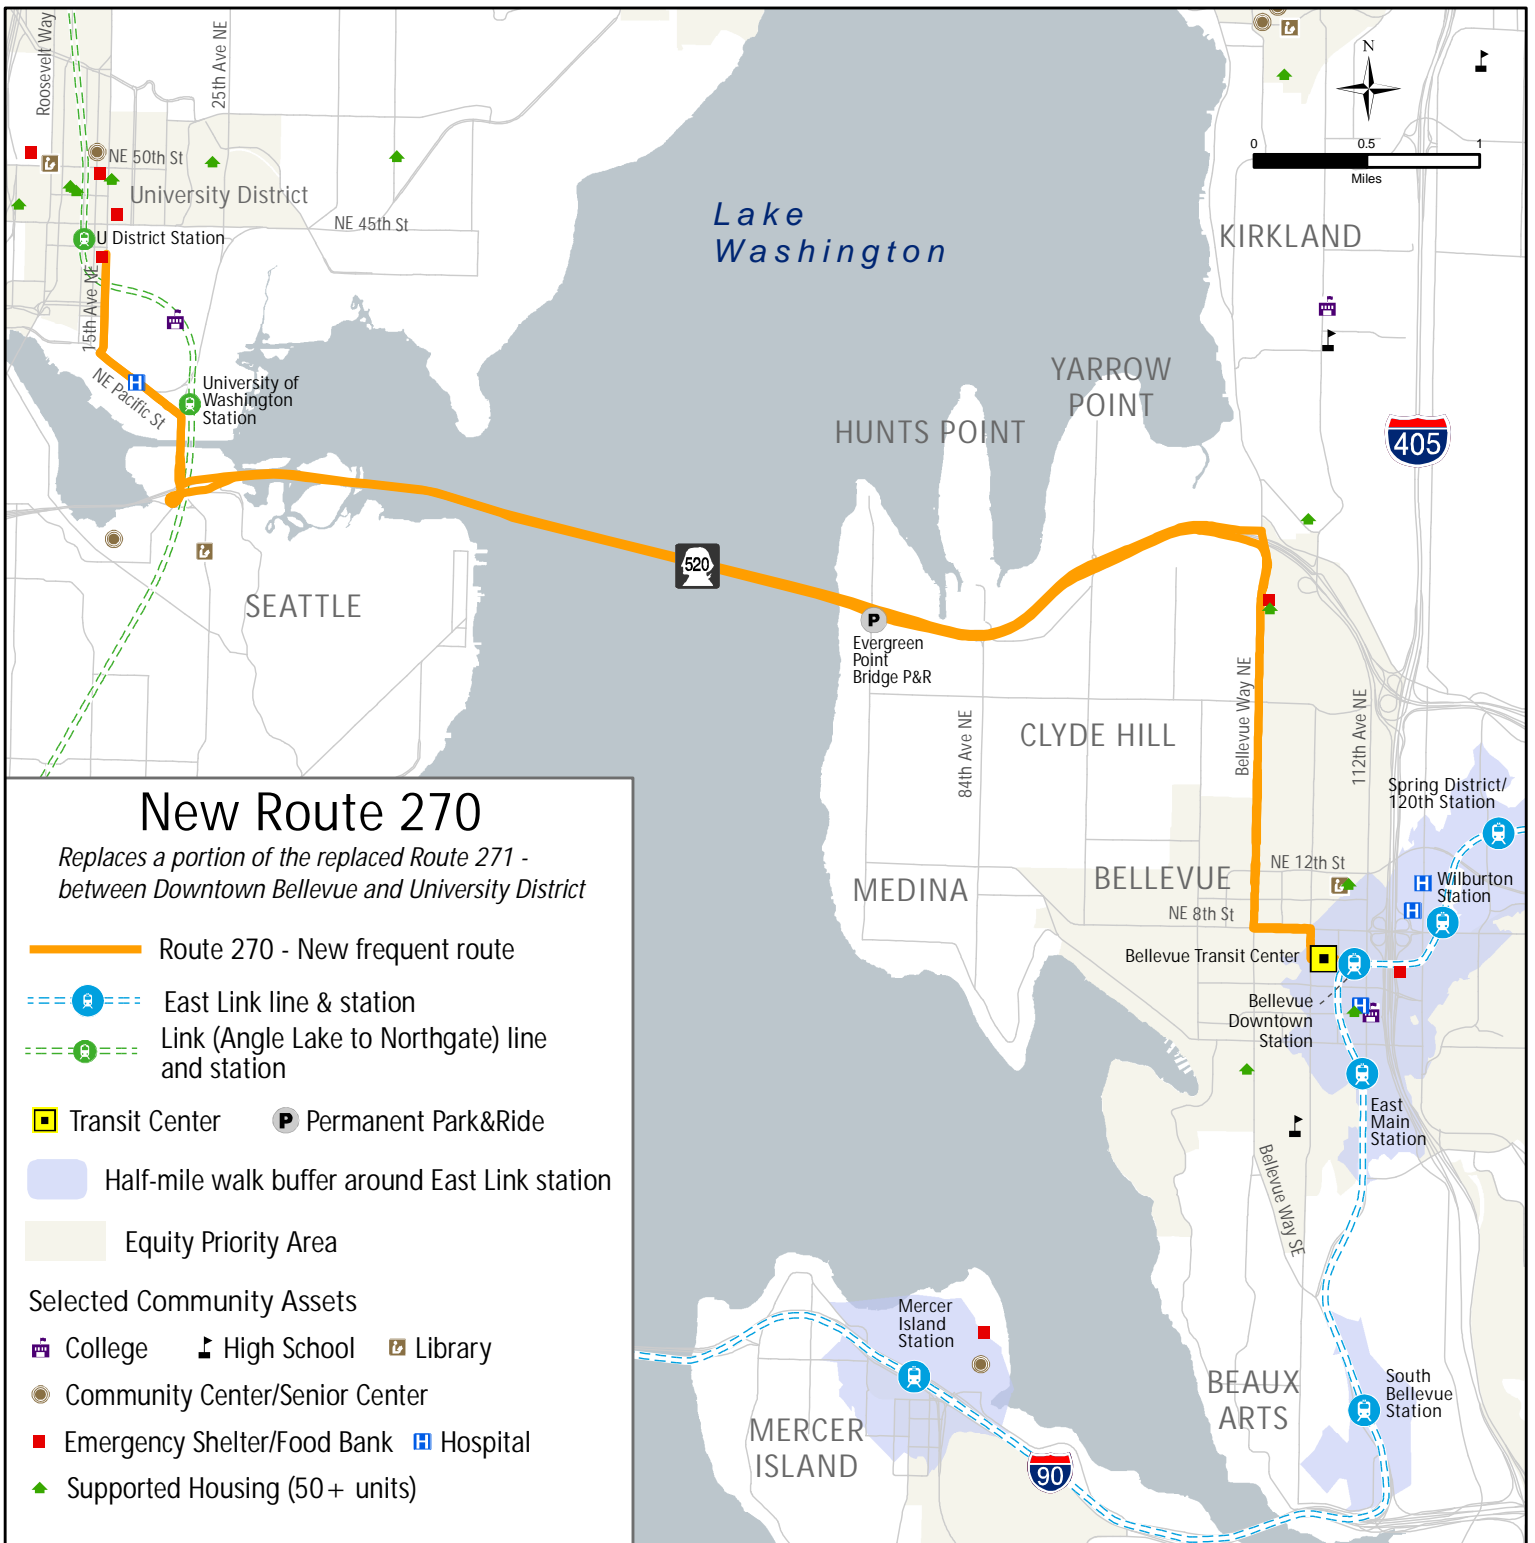 Roosevelt Way
25th Ave NE
NE 50th St
University District
NE 45th St
U District Station
15th Ave NE
NE Pacific St
University of
Washington
Station
SEATTLE
Lake
Washington
N
0 0.5 1
Miles
KIRKLAND
YARROW
POINT
HUNTS POINT
405
520
P
Evergreen
Point
Bridge P&R
84th Ave NE
CLYDE HILL
Bellevue Way NE
112th Ave NE
Spring District/
120th Station
MEDINA
BELLEVUE
NE 12th St
NE 8th St
H
Wilburton
Station
H
Bellevue Transit Center
Bellevue
Downtown
Station
H
East
Main
Station
Bellevue Way SE
Mercer
Island
Station
MERCER
ISLAND
90
BEAUX
ARTS
South
Bellevue
Station
H
New Route 270
Replaces a portion of the replaced Route 271 -
between Downtown Bellevue and University District
Route 270 - New frequent route
East Link line & station
Link (Angle Lake to Northgate) line
and station
Transit Center
P Permanent Park&Ride
Half-mile walk buffer around East Link station
Equity Priority Area
Selected Community Assets
College High School Library
Community Center/Senior Center
Emergency Shelter/Food Bank H Hospital
Supported Housing (50+ units)